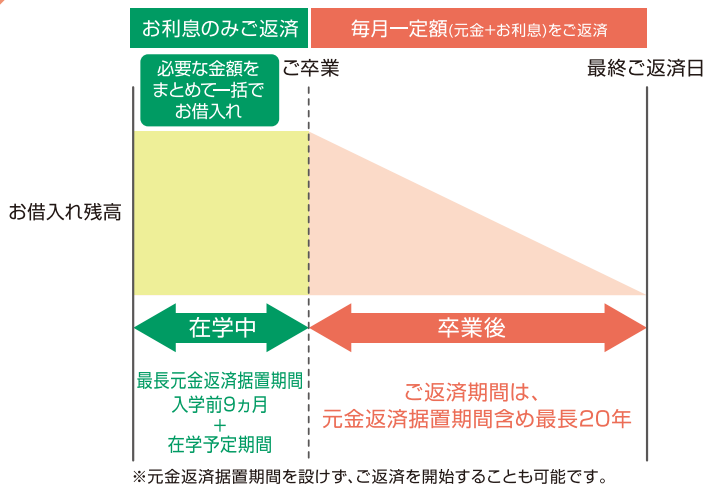 お利息のみご返済
毎月一定額(元金+お利息)をご返済
必要な金額を
まとめて一括で
お借入れ
ご卒業
最終ご返済日
お借入れ残高
在学中
卒業後
最長元金返済据置期間
入学前9ヵ月
+
在学予定期間
ご返済期間は、
元金返済据置期間含め最長20年
※元金返済据置期間を設けず、ご返済を開始することも可能です。